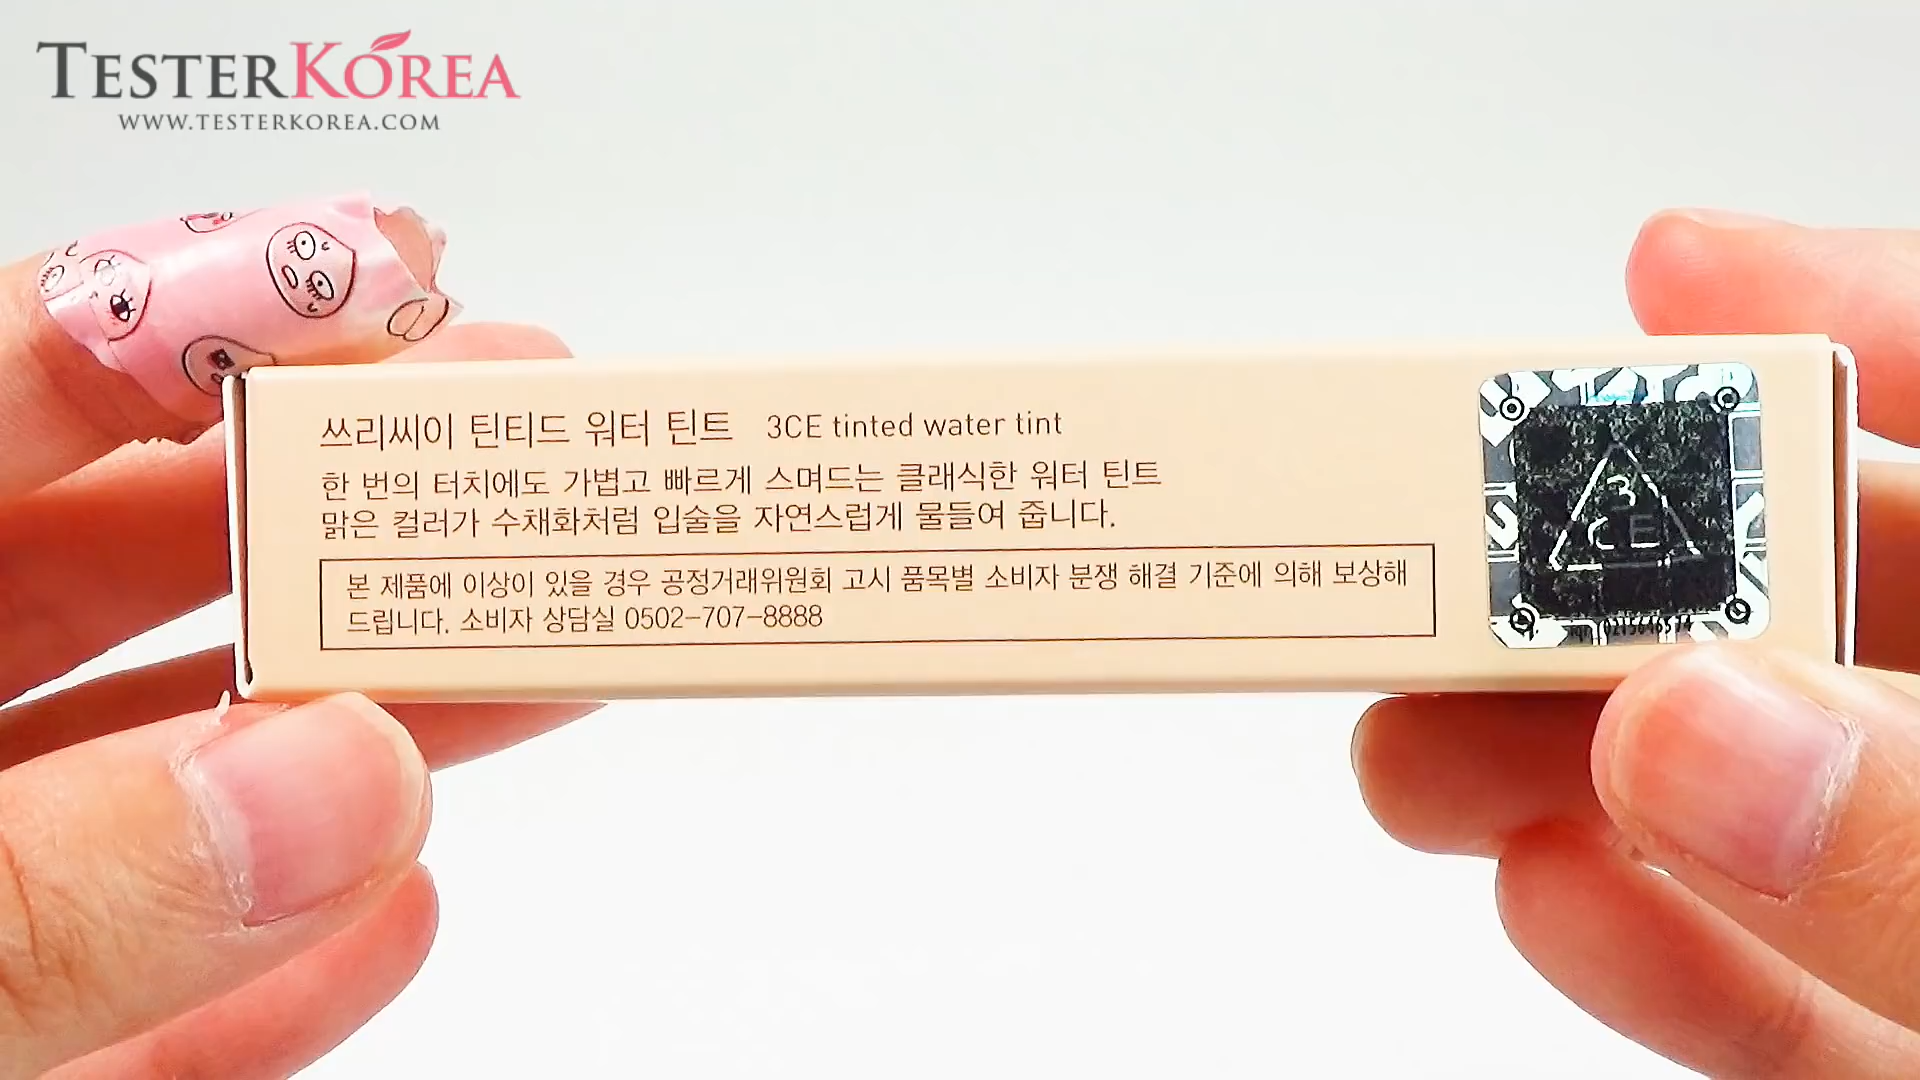 TESTERKOREA
WWW.TESTERKOREA.COM
쓰리씨이 틴티드 워터 틴트 3CE tinted water tint
한 번의 터치에도 가볍고 빠르게 스며드는 클래식한 워터 틴트
맑은 컬러가 수채화처럼 입술을 자연스럽게 물들여 줍니다.
본 제품에 이상이 있을 경우 공정거래위원회 고시 품목별 소비자 분쟁 해결 기준에 의해 보상해
드립니다. 소비자 상담실 0502-707-8888
3
CE